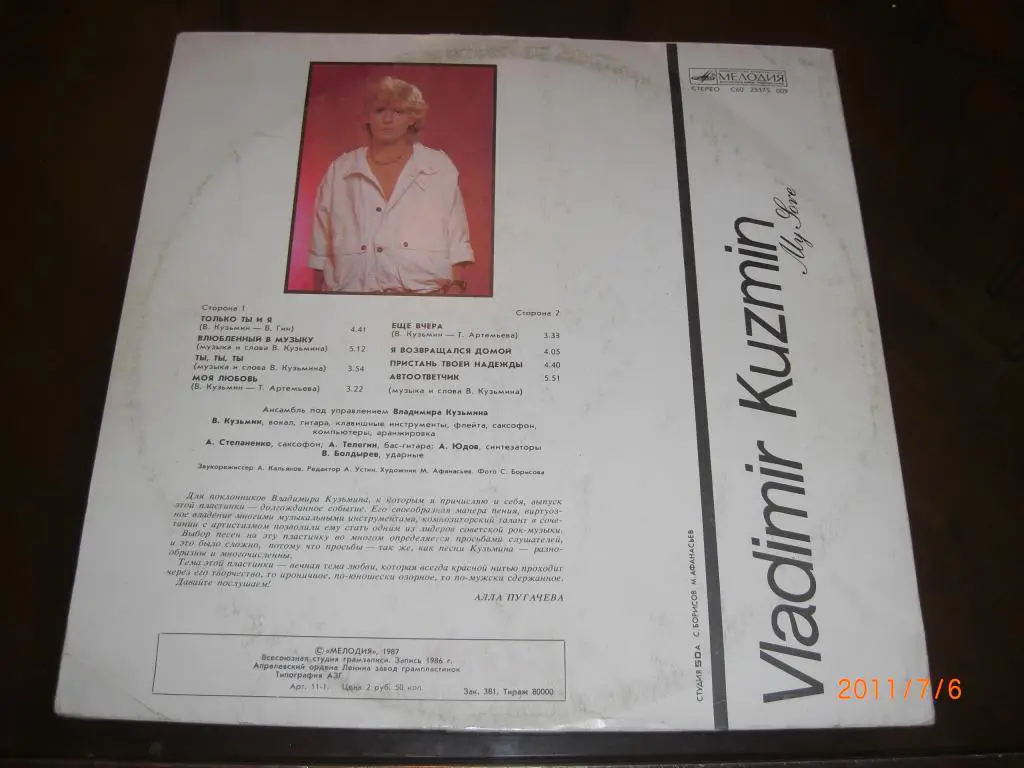 МЕЛОДИЯ
СТЕРЕО С60 25175 009
Vladimir Kuzmin
My Love
Сторона 1
ТОЛЬКО ТЫ И Я
(В. Кузьмин — В. Гин) 4.41
ВЛЮБЛЕННЫЙ В МУЗЫКУ
(музыка и слова В. Кузьмина) 5.12
ТЫ, ТЫ, ТЫ
(музыка и слова В. Кузьмина) 3.54
МОЯ ЛЮБОВЬ
(В. Кузьмин — Т. Артемьева) 3.22
Сторона 2
ЕЩЕ ВЧЕРА
(В. Кузьмин — Т. Артемьева) 3.33
Я ВОЗВРАЩАЛСЯ ДОМОЙ 4.05
ПРИСТАНЬ ТВОЕЙ НАДЕЖДЫ 4.40
АВТООТВЕТЧИК 5.51
(музыка и слова В. Кузьмина)
Ансамбль под управлением Владимира Кузьмина
В. Кузьмин, вокал, гитара, клавишные инструменты, флейта, саксофон,
компьютеры, аранжировка
А. Степаненко, саксофон; А. Телегин, бас-гитара; А. Юдов, синтезаторы
В. Болдырев, ударные
Звукорежиссер А. Кальянов. Редактор А. Устин. Художник М. Афанасьев. Фото С. Борисова
Для поклонников Владимира Кузьмина, к которым я причисляю и себя, выпуск
этой пластинки — долгожданное событие. Его своеобразная манера пения, виртуоз-
ное владение многими музыкальными инструментами, композиторский талант в соче-
тании с артистизмом позволили ему стать одним из лидеров советской рок-музыки.
Выбор песен на эту пластинку во многом определяется просьбами слушателей,
и это было сложно, потому что просьбы — так же, как песни Кузьмина — разно-
образны и многочисленны.
Тема этой пластинки — вечная тема любви, которая всегда красной нитью проходит
через его творчество, то ироничное, по-юношески озорное, то по-мужски сдержанное.
Давайте послушаем!
АЛЛА ПУГАЧЕВА
© «МЕЛОДИЯ», 1987
Всесоюзная студия грамзаписи. Запись 1986 г.
Апрелевский ордена Ленина завод грампластинок
Типография АЗГ
Арт. 11-1. Цена 2 руб. 50 коп. Зак. 381. Тираж 80000
СТУДИЯ 50А С. БОРИСОВ М. АФАНАСЬЕВ
2011/7/6